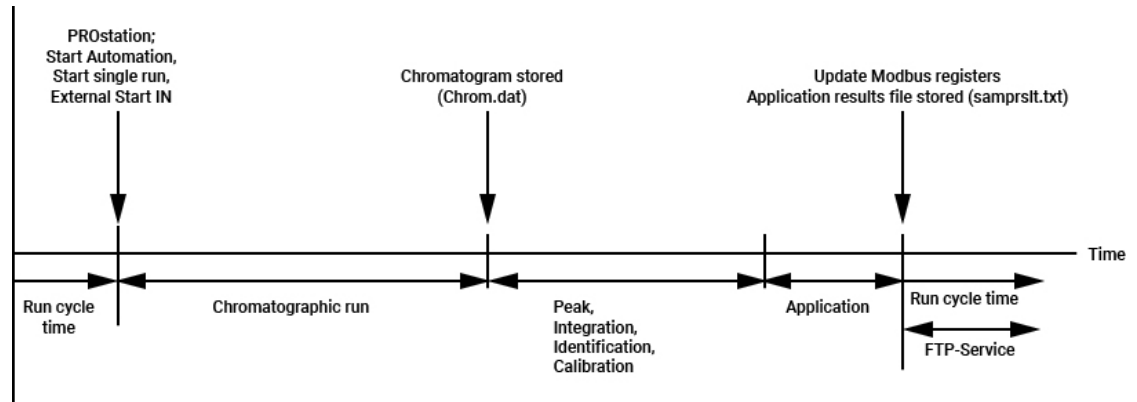 PROstation;
Start Automation,
Start single run,
External Start IN
Chromatogram stored
(Chrom.dat)
Update Modbus registers
Application results file stored (samprslt.txt)
Time
Run cycle
time
Chromatographic run
Peak,
Integration,
Identification,
Calibration
Application
Run cycle time
FTP-Service